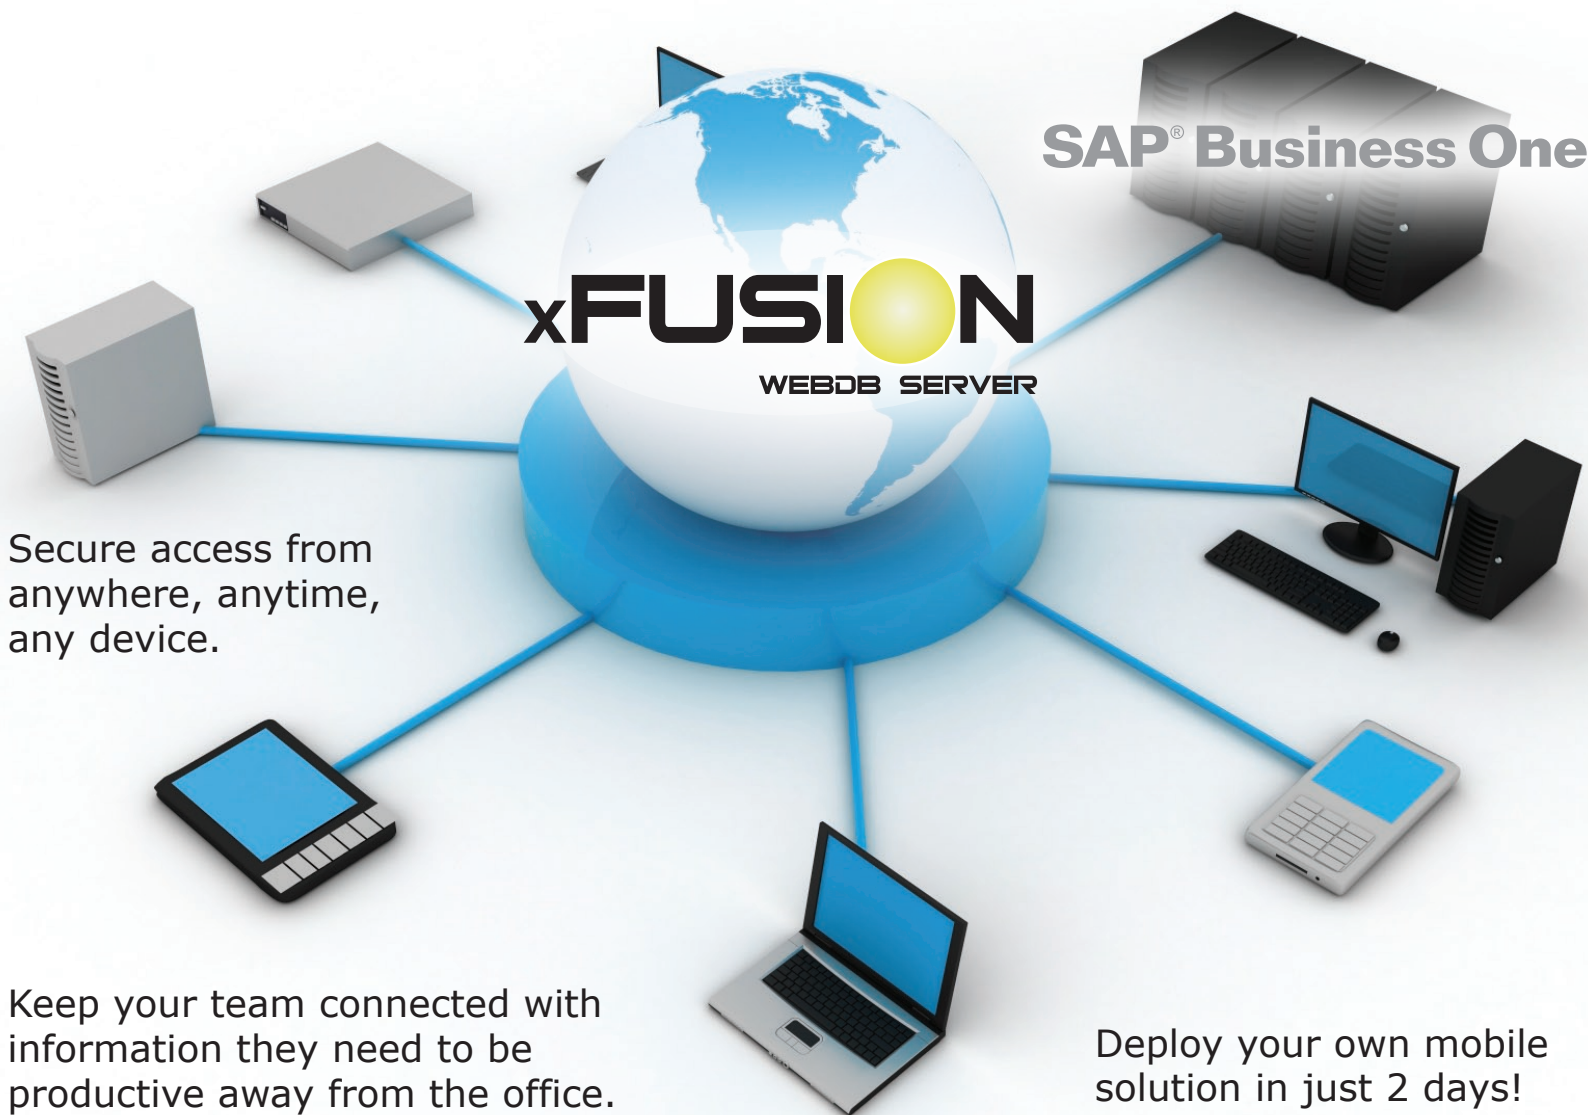 SAP® Business One
xFUSION
WEBDB SERVER
Secure access from
anywhere, anytime,
any device.
Keep your team connected with
information they need to be
productive away from the office.
Deploy your own mobile
solution in just 2 days!